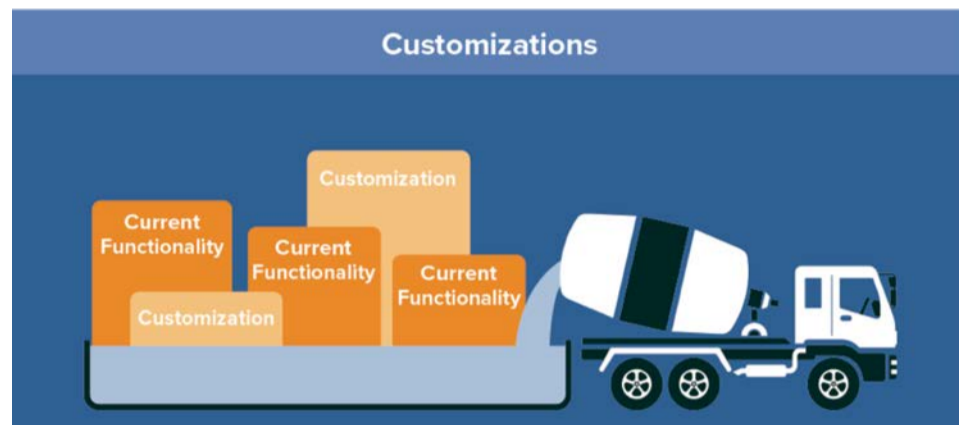 Customizations
Customization
Current
Functionality
Current
Functionality
Current
Functionality
Customization